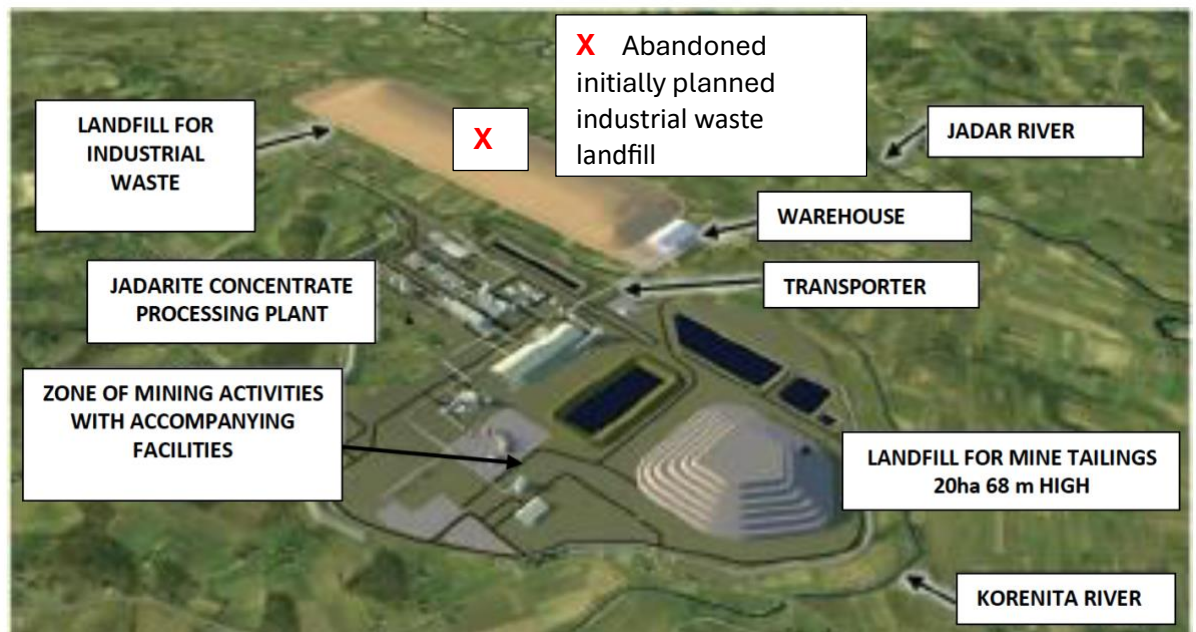 X Abandoned
initially planned
industrial waste
landfill
LANDFILL FOR
INDUSTRIAL
WASTE
X
JADAR RIVER
WAREHOUSE
JADARITE CONCENTRATE
PROCESSING PLANT
TRANSPORTER
ZONE OF MINING ACTIVITIES
WITH ACCOMPANYING
FACILITIES
LANDFILL FOR MINE TAILINGS
20ha 68 m HIGH
KORENITA RIVER